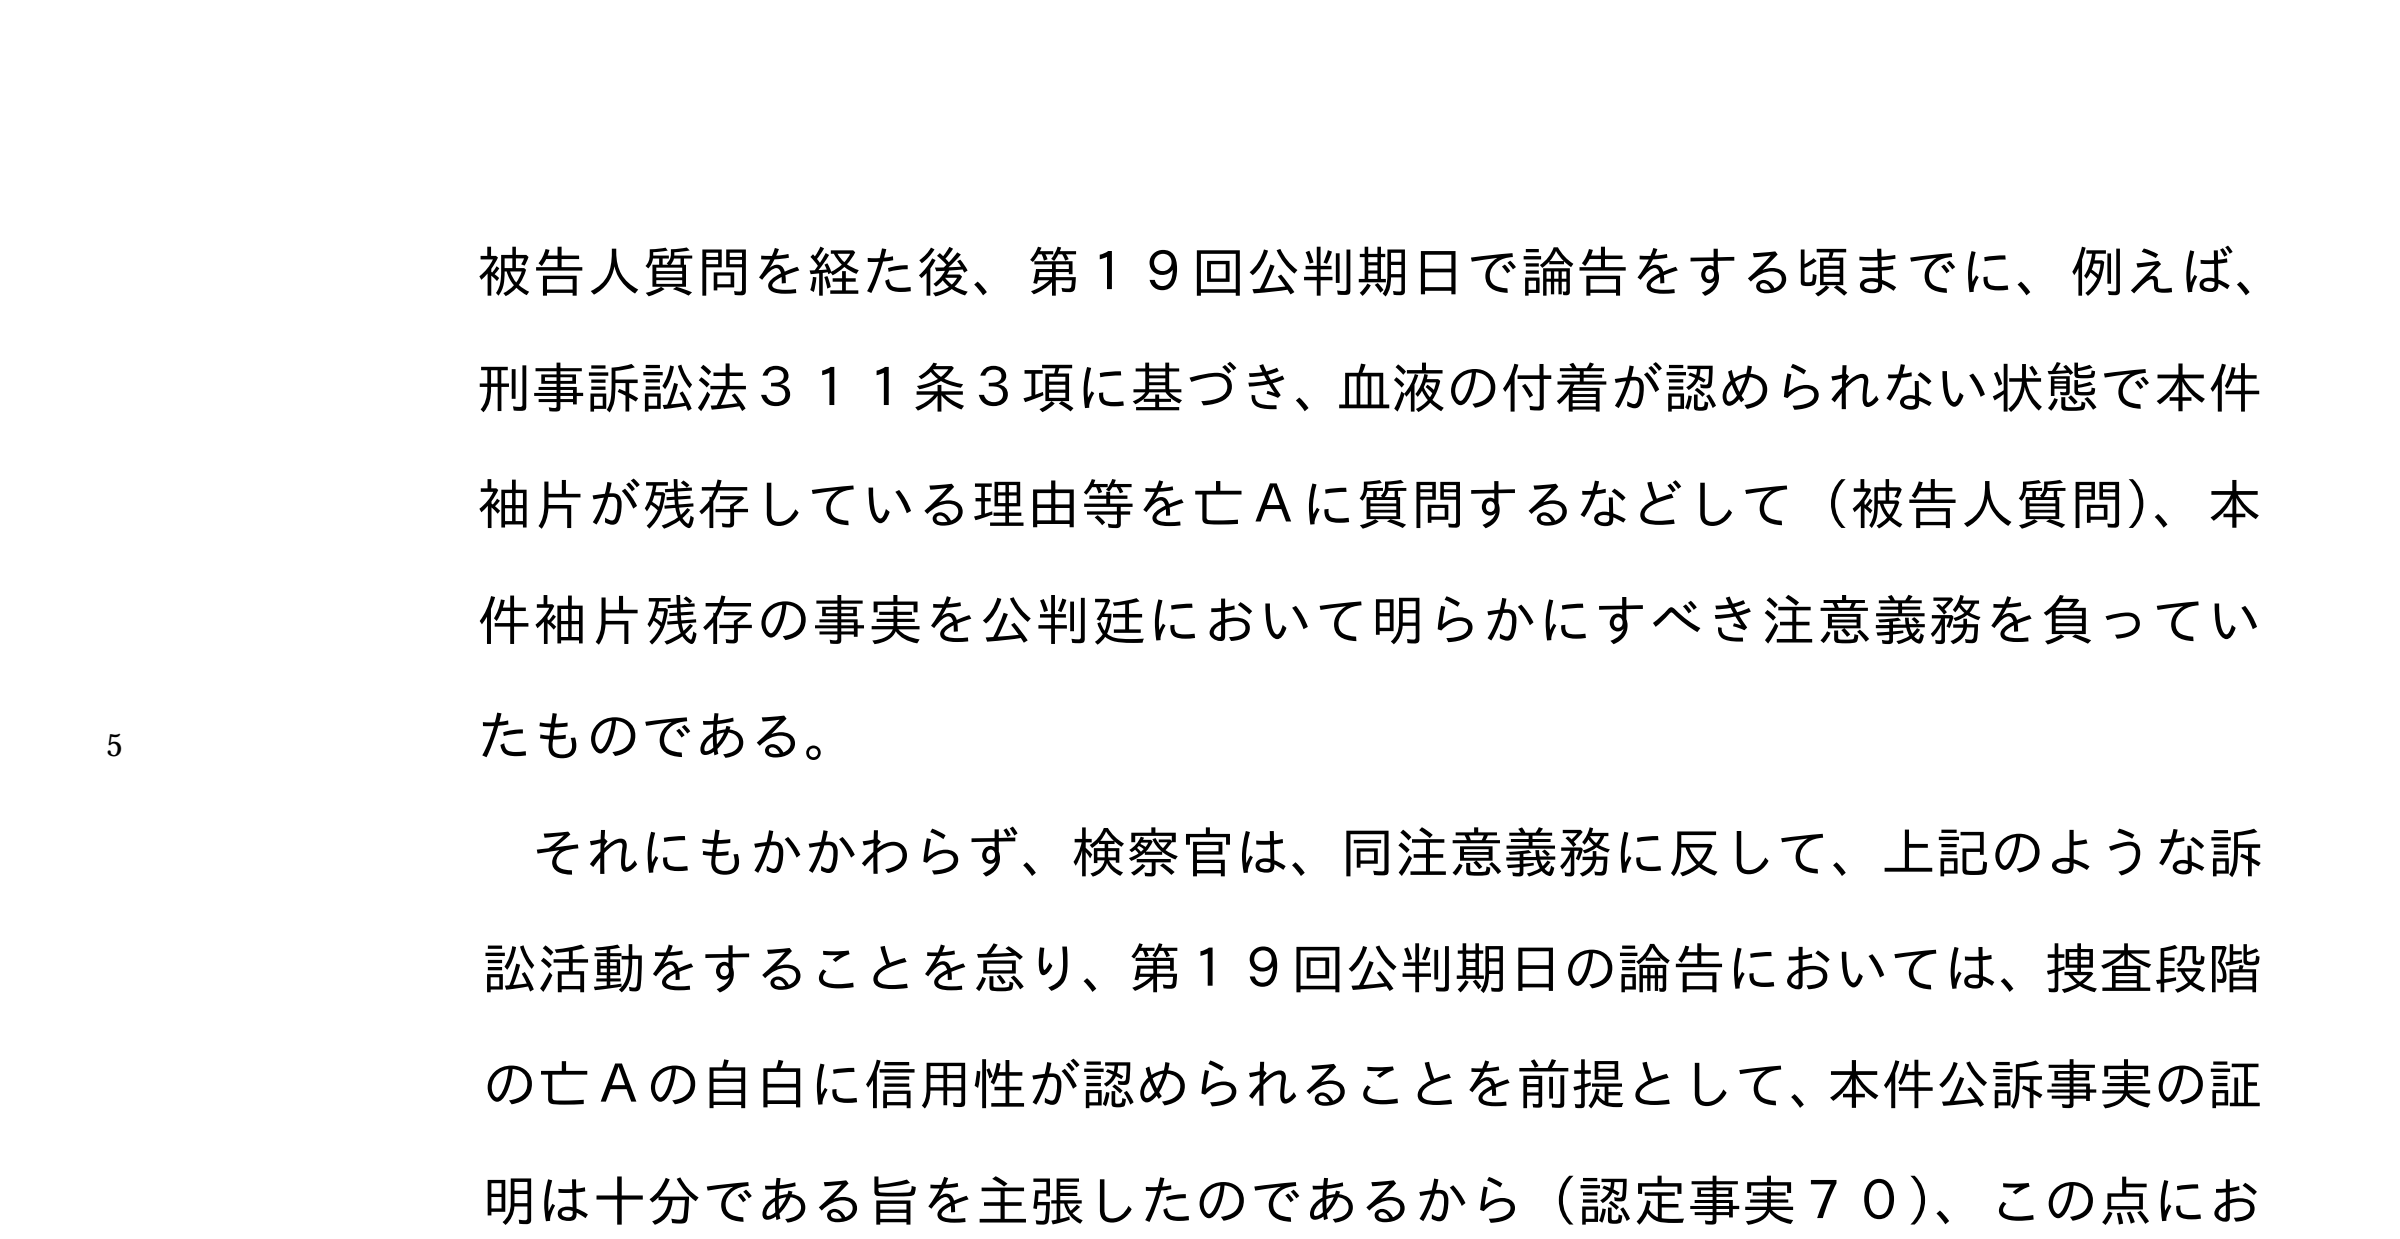 被告人質問を経た後、第１９回公判期日で論告をする頃までに、例えば、
刑事訴訟法３１１条３項に基づき、血液の付着が認められない状態で本件
袖片が残存している理由等を亡Ａに質問するなどして（被告人質問）、本
件袖片残存の事実を公判廷において明らかにすべき注意義務を負ってい
5 たものである。
　それにもかかわらず、検察官は、同注意義務に反して、上記のような訴
訟活動をすることを怠り、第１９回公判期日の論告においては、捜査段階
の亡Ａの自白に信用性が認められることを前提として、本件公訴事実の証
明は十分である旨を主張したのであるから（認定事実７０）、この点にお